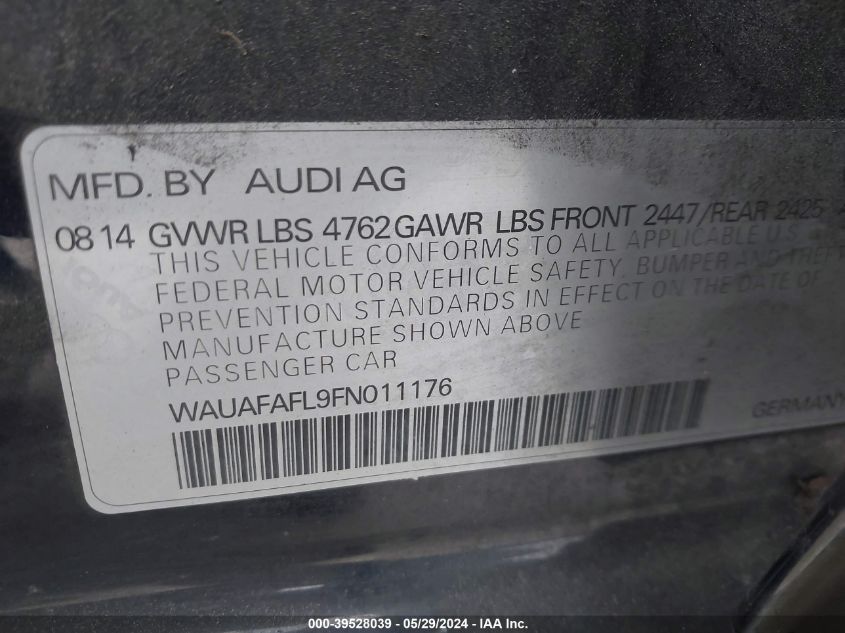 MFD. BY AUDI AG
0814 GVWR LBS 4762 GAWR LBS FRONT 2447/REAR 2425
THIS VEHICLE CONFORMS TO ALL APPLICABLE U.S.
FEDERAL MOTOR VEHICLE SAFETY, BUMPER AND THEFT
PREVENTION STANDARDS IN EFFECT ON THE DATE OF
MANUFACTURE SHOWN ABOVE
PASSENGER CAR
WAUAFAFL9FN011176
GERMANY
000-39528039 - 05/29/2024 - IAA Inc.